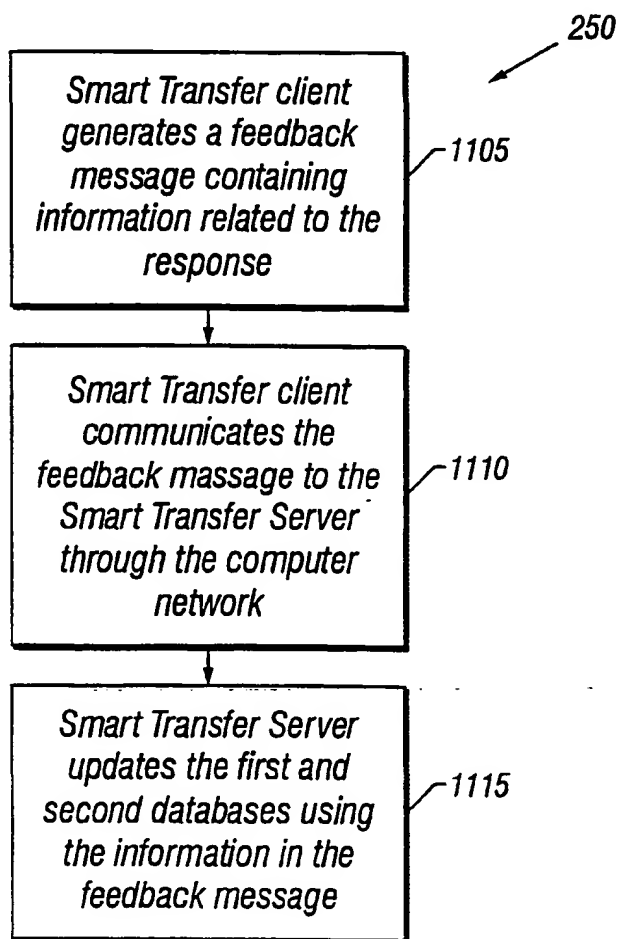 250
Smart Transfer client
generates a feedback
message containing
information related to the
response
1105
Smart Transfer client
communicates the
feedback massage to the
Smart Transfer Server
through the computer
network
1110
Smart Transfer Server
updates the first and
second databases using
the information in the
feedback message
1115